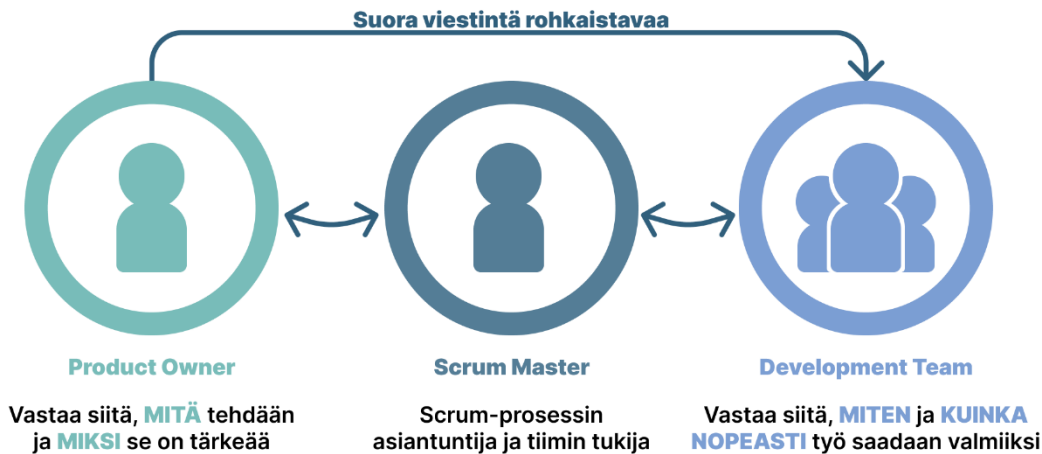 Suora viestintä rohkaistavaa
Product Owner
Vastaa siitä, MITÄ tehdään
ja MIKSI se on tärkeää
Scrum Master
Scrum-prosessin
asiantuntija ja tiimin tukija
Development Team
Vastaa siitä, MITEN ja KUINKA
NOPEASTI työ saadaan valmiiksi